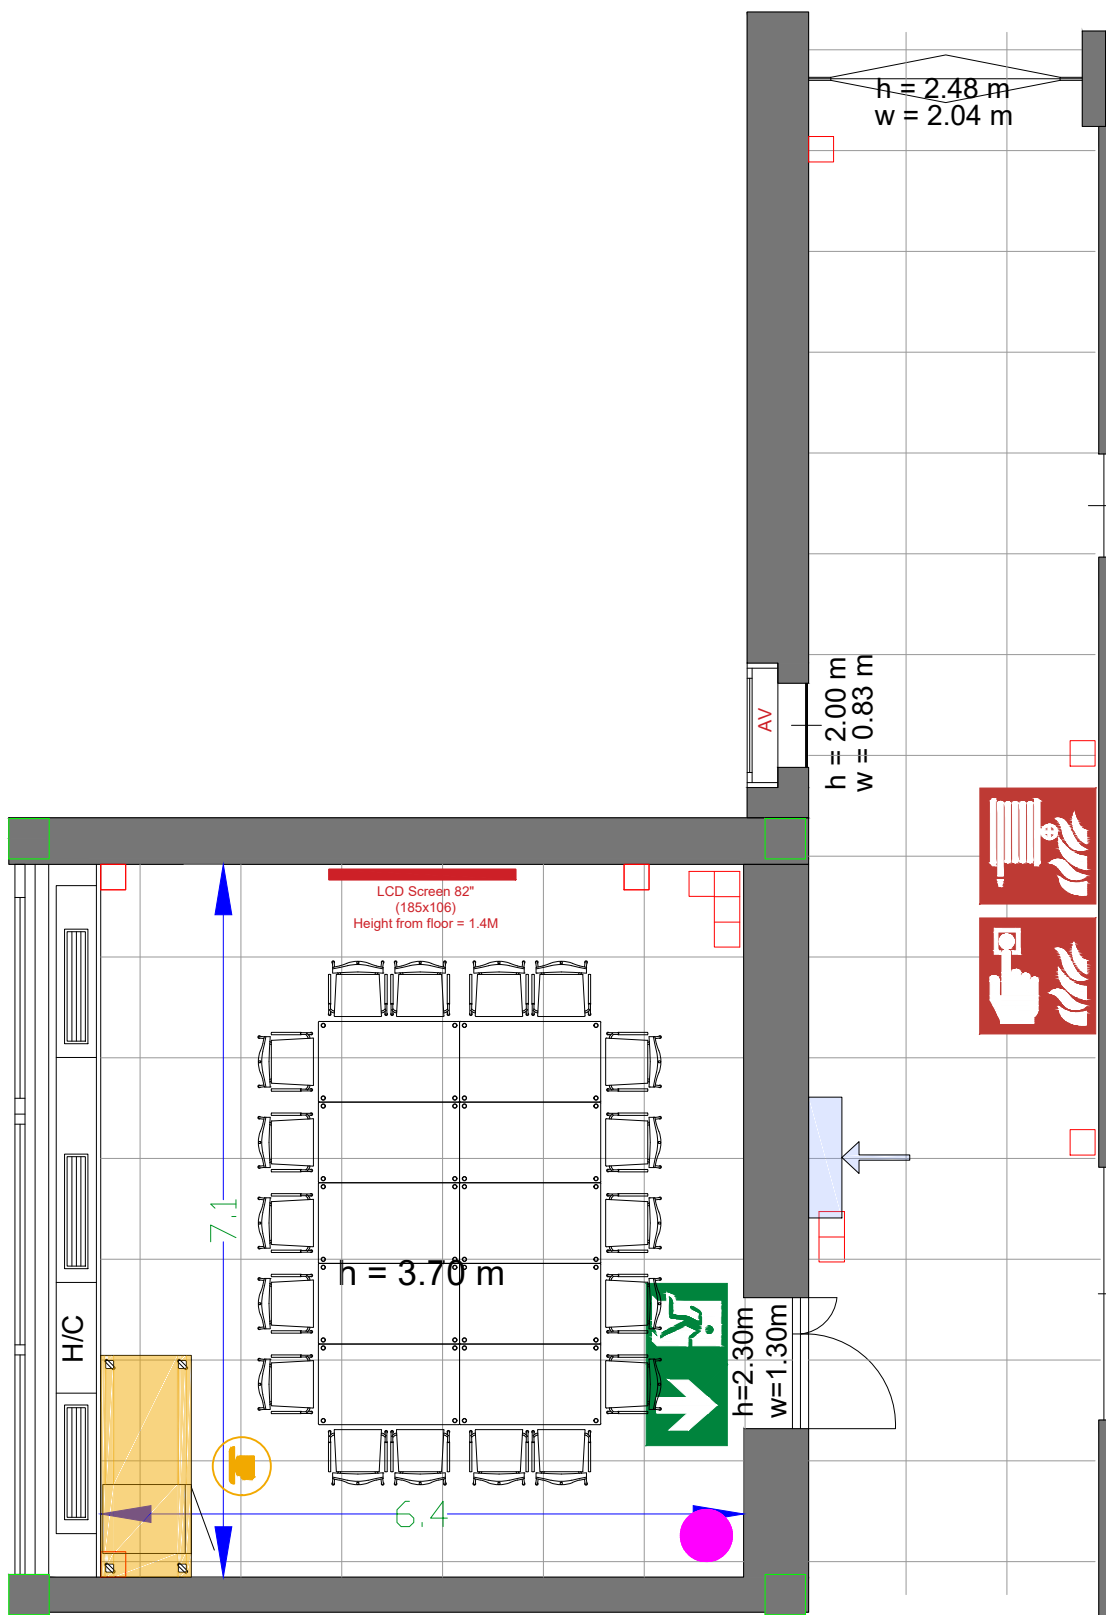 h = 2.48 m
w = 2.04 m
h = 2.00 m
w = 0.83 m
AV
LCD Screen 82"
(185x106)
Height from floor = 1.4M
7.1
h = 3.70 m
H/C
h=2.30m
w=1.30m
6.4